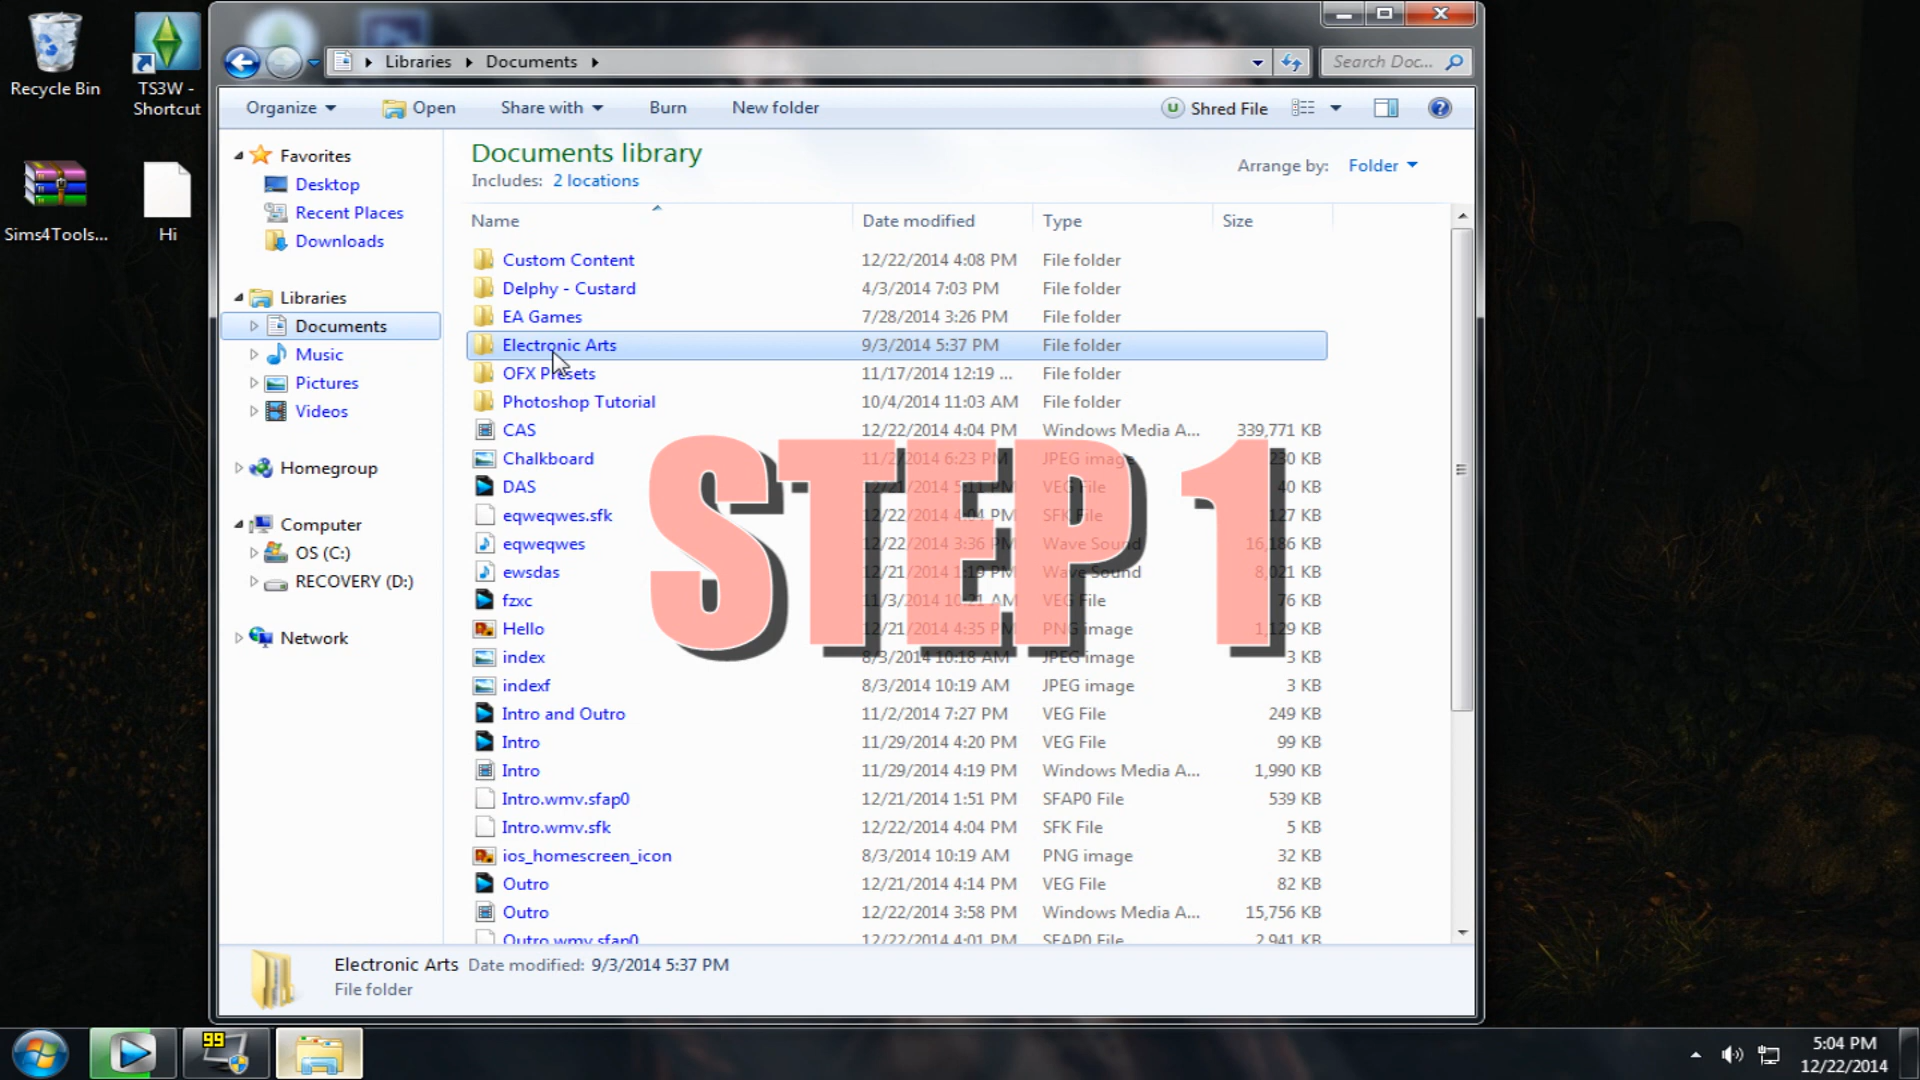 Recycle Bin
TS3W -
Shortcut
Sims4Tools...
Hi
Libraries
Documents
Search Doc...
Organize
Open
Share with
Burn
New folder
Shred File
Favorites
Desktop
Recent Places
Downloads
Libraries
Documents
Music
Pictures
Videos
Homegroup
Computer
OS (C:)
RECOVERY (D:)
Network
Documents library
Includes: 2 locations
Arrange by: Folder
Name Date modified Type Size
Custom Content 12/22/2014 4:08 PM File folder
Delphy - Custard 4/3/2014 7:03 PM File folder
EA Games 7/28/2014 3:26 PM File folder
Electronic Arts 9/3/2014 5:37 PM File folder
OFX Presets 11/17/2014 12:19 ... File folder
Photoshop Tutorial 10/4/2014 11:03 AM File folder
CAS 12/22/2014 4:04 PM Windows Media A... 339,771 KB
Chalkboard 11/2/2014 6:23 PM JPEG image 230 KB
DAS 12/21/2014 5:11 PM VEG File 40 KB
eqweqwes.sfk 12/22/2014 4:04 PM SFK File 127 KB
eqweqwes 12/22/2014 3:36 PM Wave Sound 16,186 KB
ewsdas 12/21/2014 1:19 PM Wave Sound 8,021 KB
fzxc 11/3/2014 10:21 AM VEG File 76 KB
Hello 12/21/2014 4:35 PM PNG image 1,129 KB
index 8/3/2014 10:18 AM JPEG image 3 KB
indexf 8/3/2014 10:19 AM JPEG image 3 KB
Intro and Outro 11/2/2014 7:27 PM VEG File 249 KB
Intro 11/29/2014 4:20 PM VEG File 99 KB
Intro 11/29/2014 4:19 PM Windows Media A... 1,990 KB
Intro.wmv.sfap0 12/21/2014 1:51 PM SFAP0 File 539 KB
Intro.wmv.sfk 12/22/2014 4:04 PM SFK File 5 KB
ios_homescreen_icon 8/3/2014 10:19 AM PNG image 32 KB
Outro 12/21/2014 4:14 PM VEG File 82 KB
Outro 12/22/2014 3:58 PM Windows Media A... 15,756 KB
Outro.wmv.sfap0 12/22/2014 4:01 PM SFAP0 File 2,941 KB
STEP 1
Electronic Arts Date modified: 9/3/2014 5:37 PM
File folder
99
5:04 PM
12/22/2014